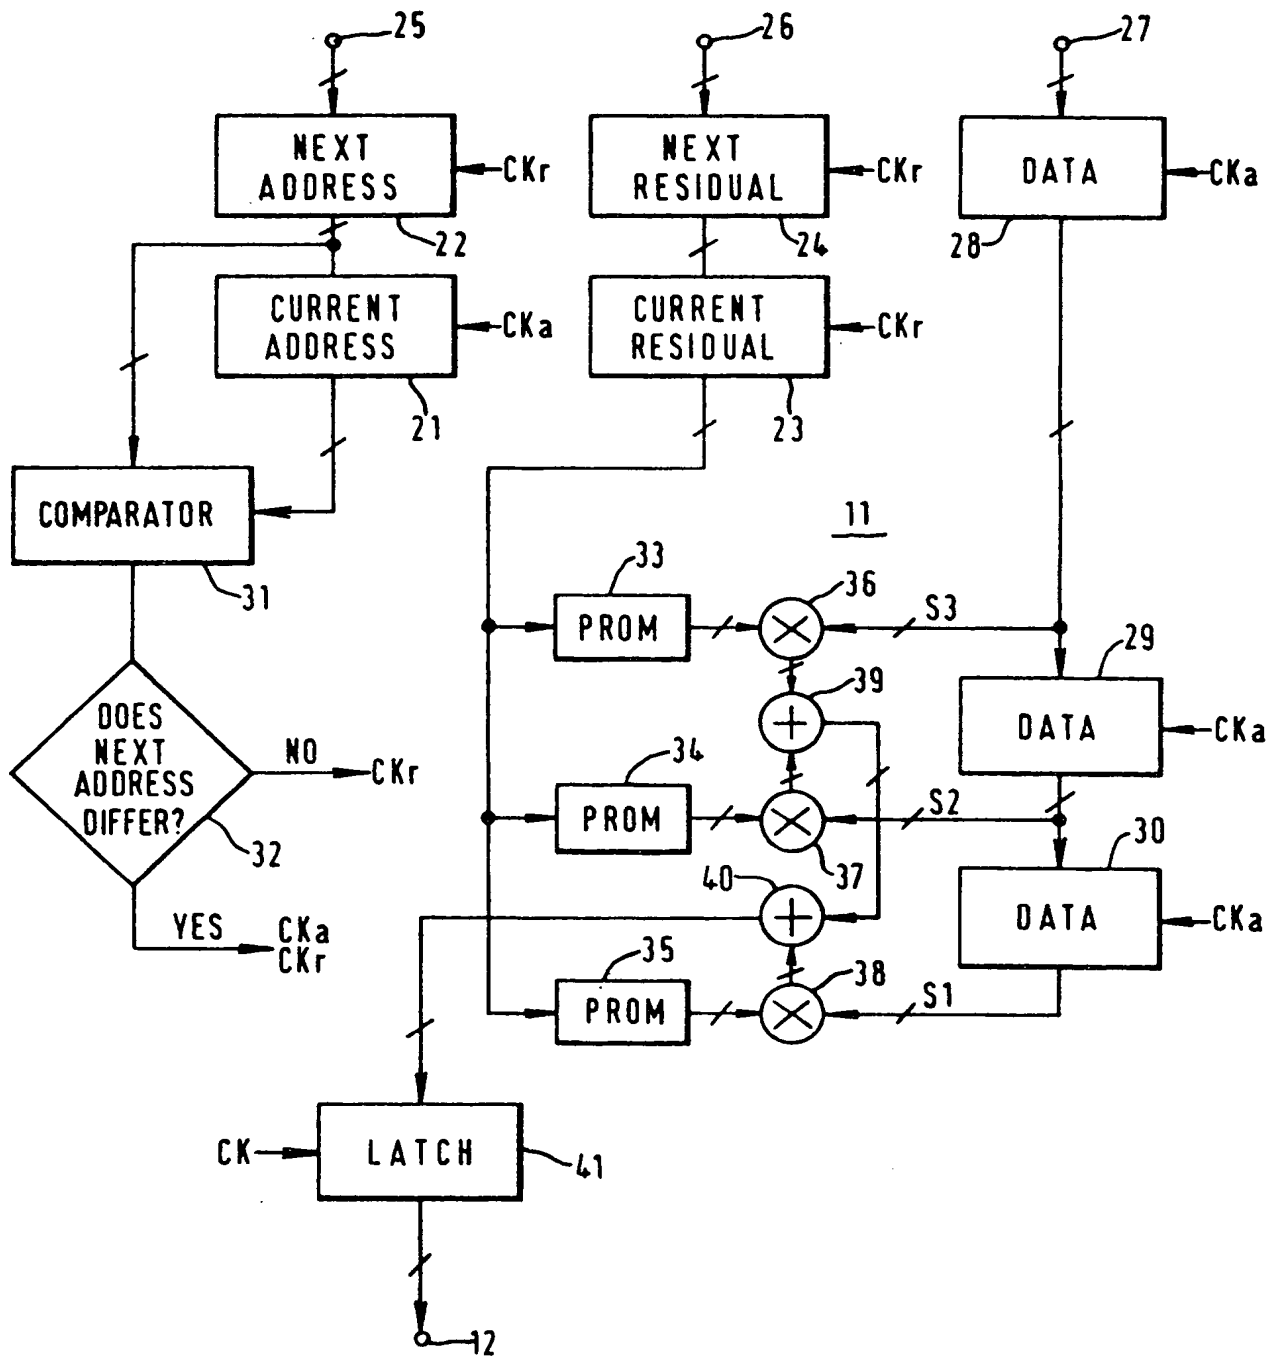 25
26
27
NEXT
ADDRESS
CKr
22
NEXT
RESIDUAL
CKr
24
DATA
CKa
28
CURRENT
ADDRESS
CKa
21
CURRENT
RESIDUAL
CKr
23
COMPARATOR
31
11
33
PROM
36
S3
29
DATA
CKa
39
DOES
NEXT
ADDRESS
DIFFER?
NO
CKr
32
YES
CKa
CKr
34
PROM
37
S2
30
DATA
CKa
40
35
PROM
38
S1
CK
LATCH
41
12